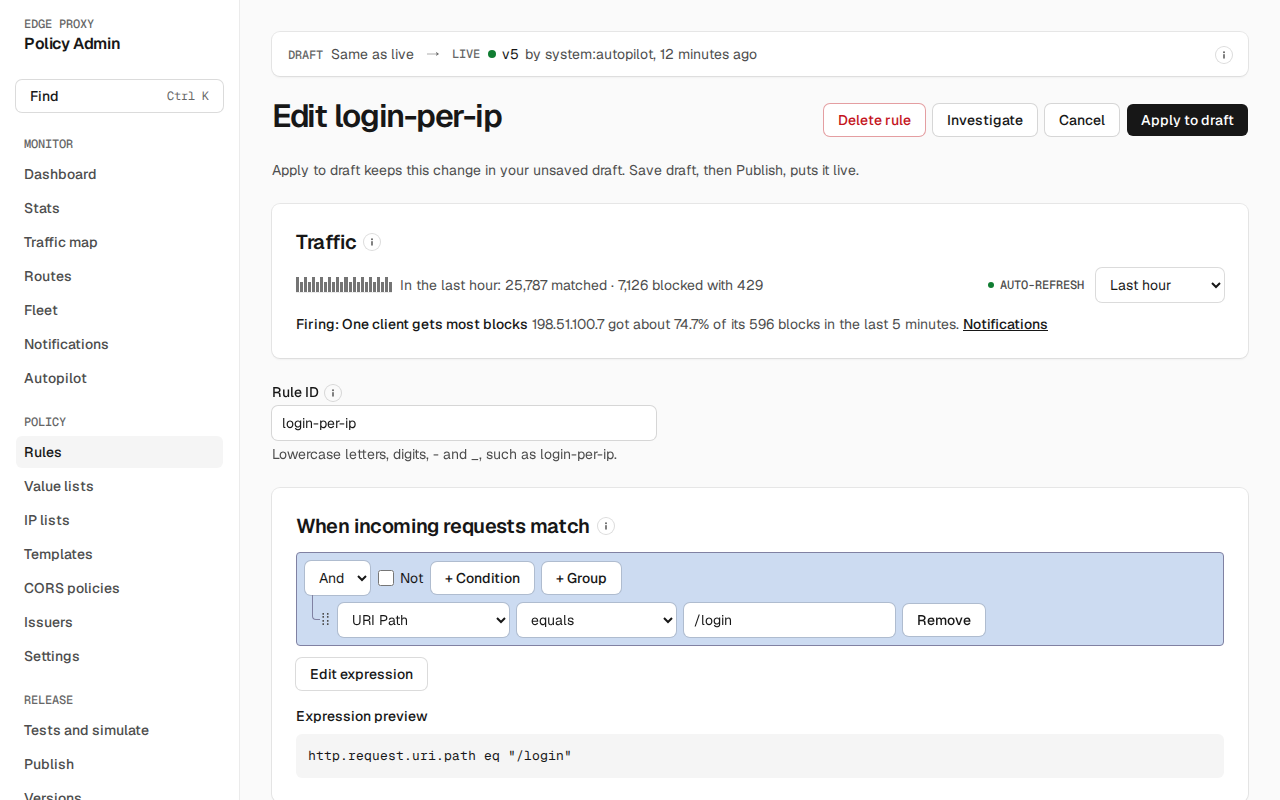 EDGE PROXY
Policy Admin
Find Ctrl K
MONITOR
Dashboard
Stats
Traffic map
Routes
Fleet
Notifications
Autopilot
POLICY
Rules
Value lists
IP lists
Templates
CORS policies
Issuers
Settings
RELEASE
Tests and simulate
Publish
Versions
DRAFT Same as live → LIVE v5 by system:autopilot, 12 minutes ago
Edit login-per-ip
Delete rule Investigate Cancel Apply to draft
Apply to draft keeps this change in your unsaved draft. Save draft, then Publish, puts it live.
Traffic
In the last hour: 25,787 matched · 7,126 blocked with 429
AUTO-REFRESH Last hour
Firing: One client gets most blocks 198.51.100.7 got about 74.7% of its 596 blocks in the last 5 minutes. Notifications
Rule ID
login-per-ip
Lowercase letters, digits, - and _, such as login-per-ip.
When incoming requests match
And Not + Condition + Group
URI Path equals /login Remove
Edit expression
Expression preview
http.request.uri.path eq "/login"